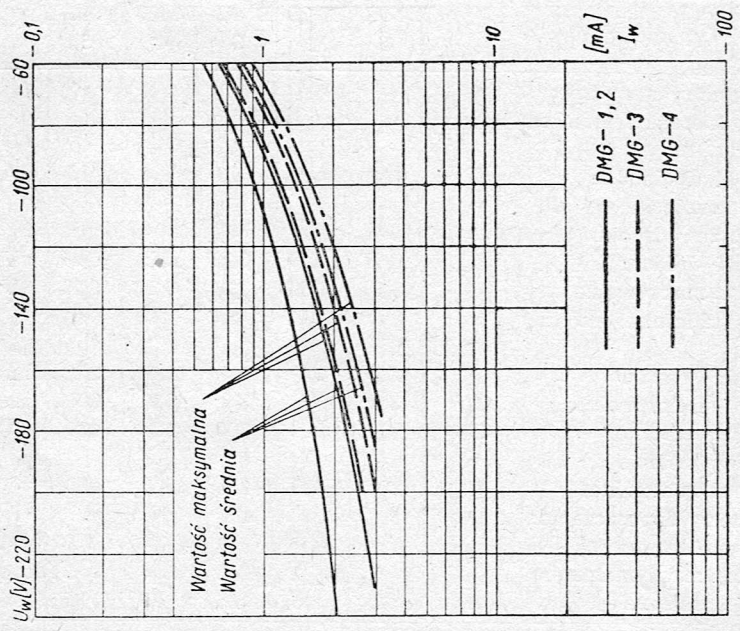 U_w[V]
-220
-180
-140
-100
-60
-0,1
-1
-10
-100
[mA]
I_w
Wartość maksymalna
Wartość średnia
DMG-1,2
DMG-3
DMG-4